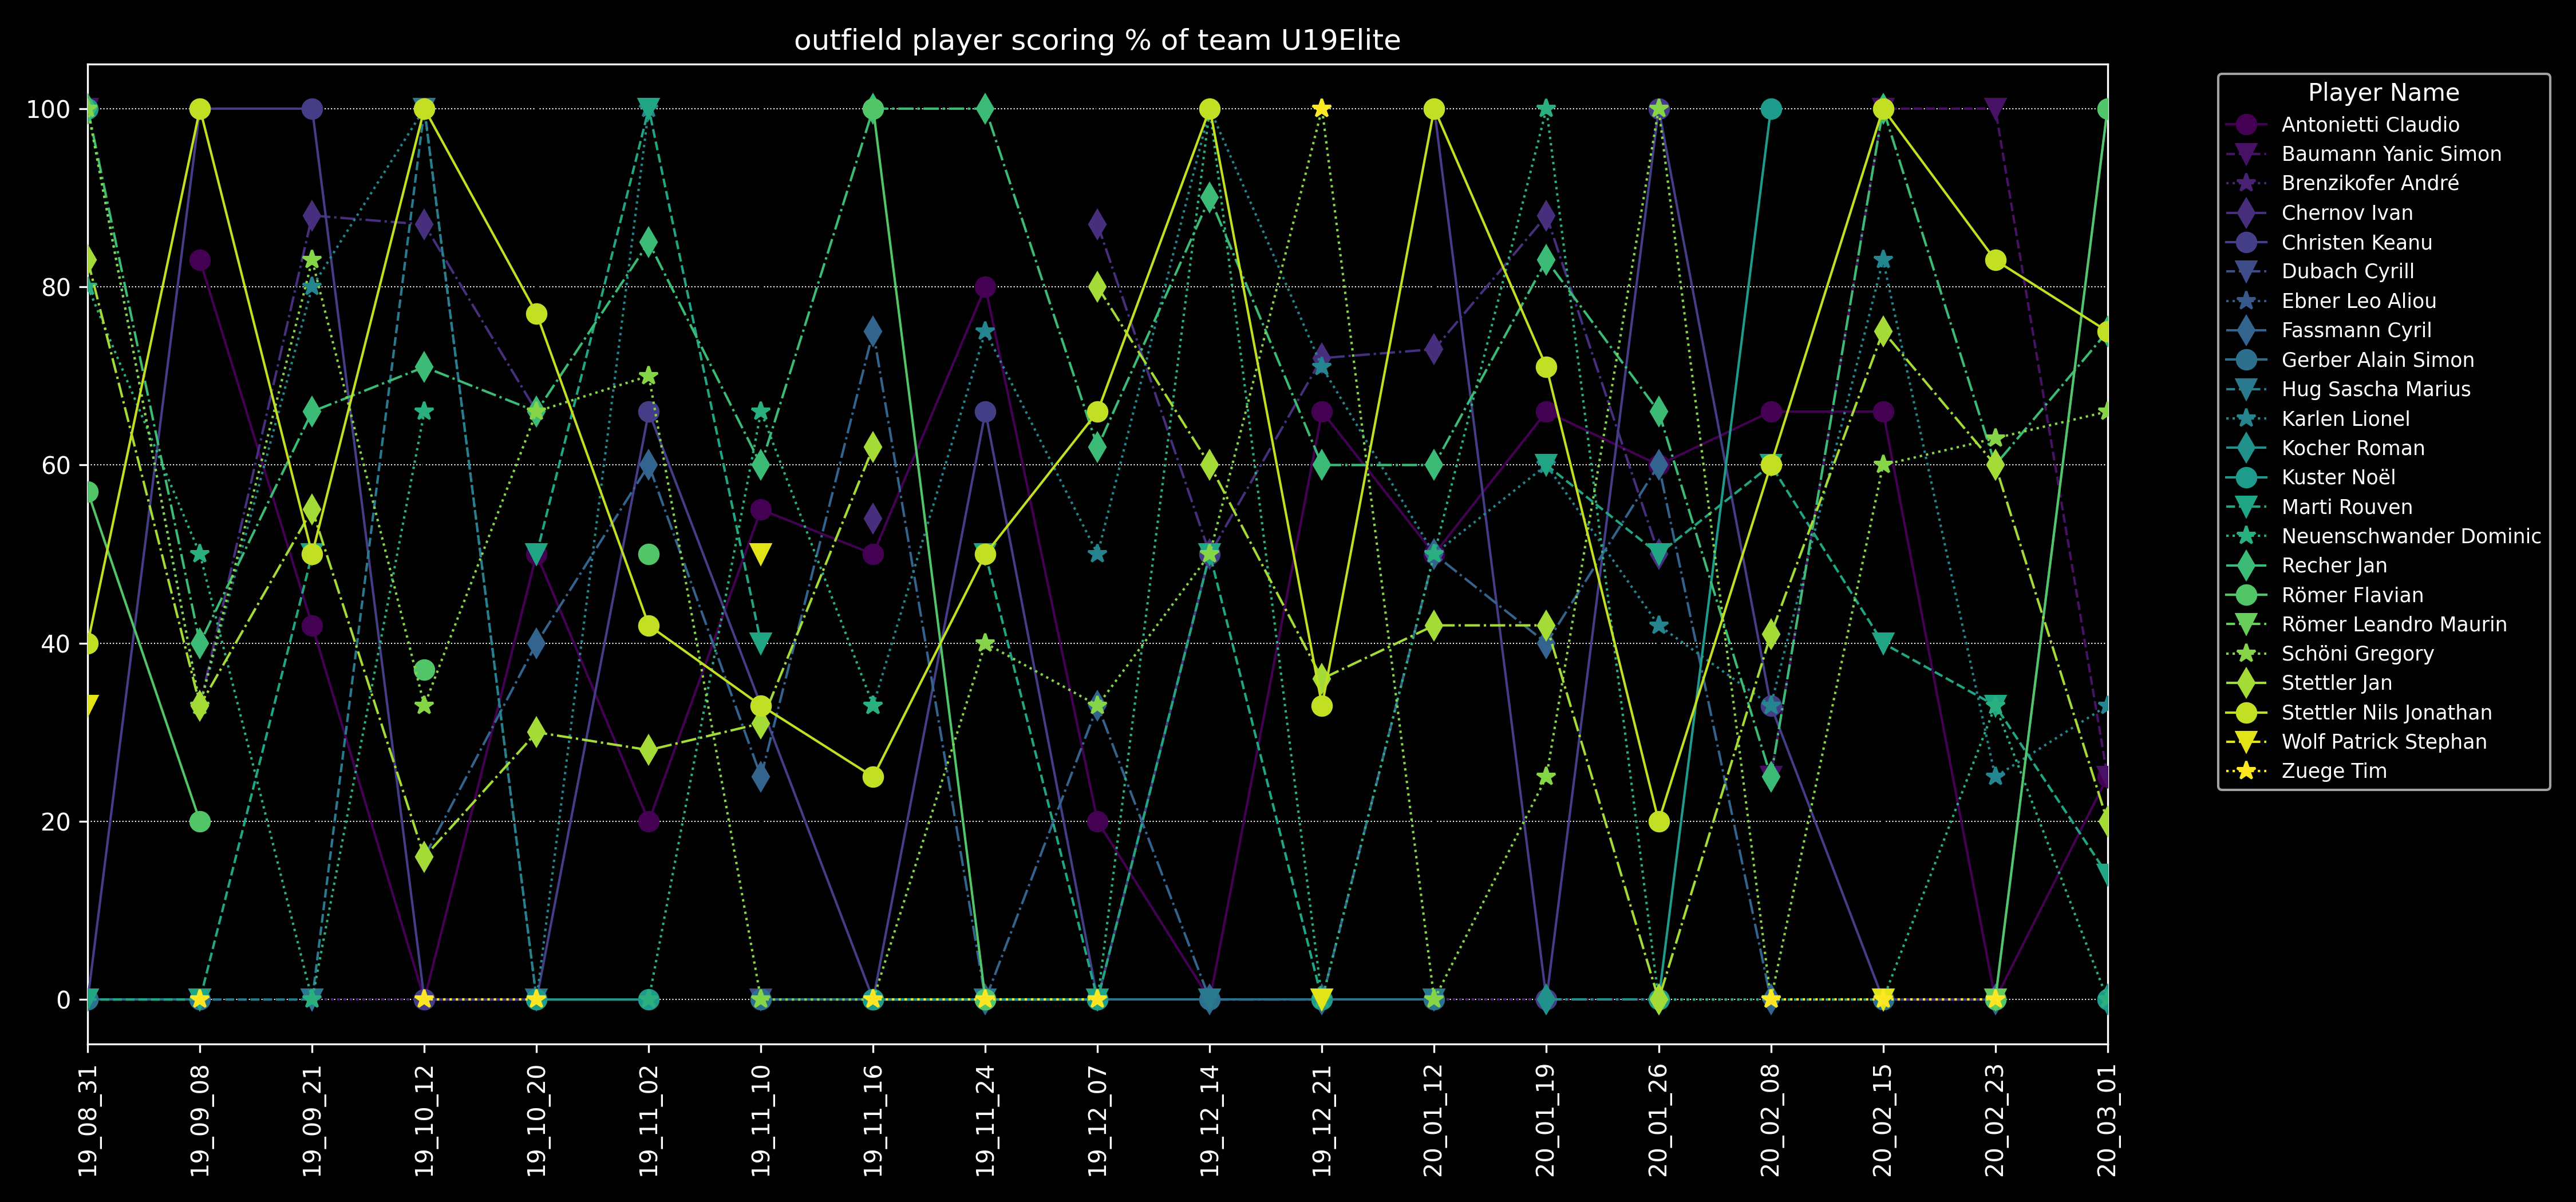 outfield player scoring % of team U19Elite
100
80
60
40
20
0
19_08_31
19_09_08
19_09_21
19_10_12
19_10_20
19_11_02
19_11_10
19_11_16
19_11_24
19_12_07
19_12_14
19_12_21
20_01_12
20_01_19
20_01_26
20_02_08
20_02_15
20_02_23
20_03_01
Player Name
Antonietti Claudio
Baumann Yanic Simon
Brenzikofer André
Chernov Ivan
Christen Keanu
Dubach Cyrill
Ebner Leo Aliou
Fassmann Cyril
Gerber Alain Simon
Hug Sascha Marius
Karlen Lionel
Kocher Roman
Kuster Noël
Marti Rouven
Neuenschwander Dominic
Recher Jan
Römer Flavian
Römer Leandro Maurin
Schöni Gregory
Stettler Jan
Stettler Nils Jonathan
Wolf Patrick Stephan
Zuege Tim